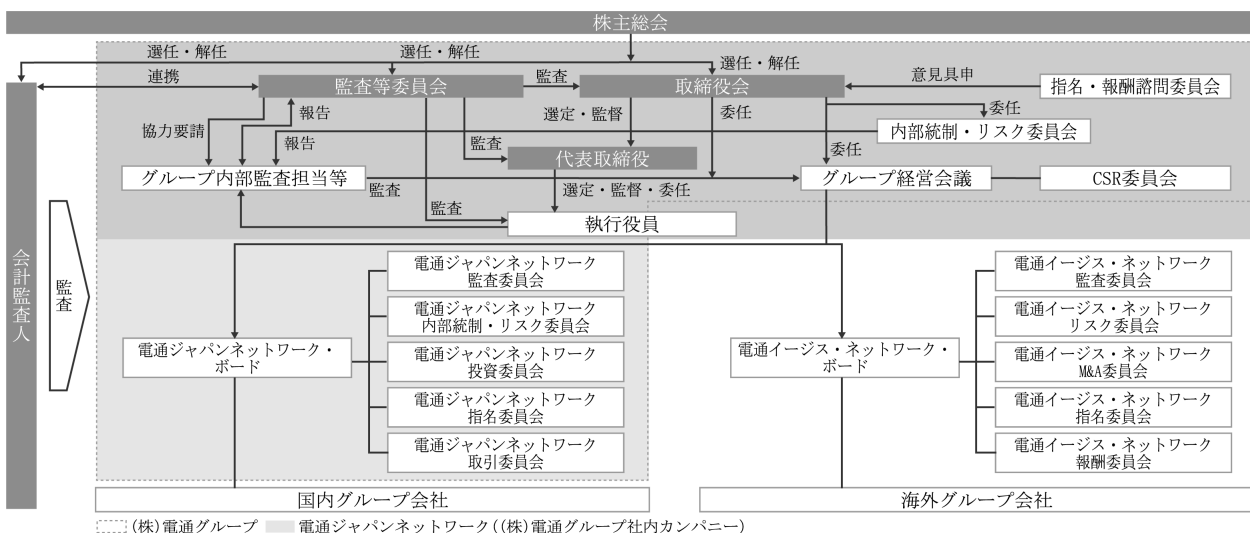 株主総会
選任・解任
選任・解任
選任・解任
連携
監査等委員会
監査
取締役会
意見具申
指名・報酬諮問委員会
協力要請
報告
報告
選定・監督
委任
委任
内部統制・リスク委員会
監査
代表取締役
委任
グループ内部監査担当等
監査
選定・監督・委任
グループ経営会議
CSR委員会
監査
執行役員
会計監査人
監査
電通ジャパンネットワーク
監査委員会
電通ジャパンネットワーク
内部統制・リスク委員会
電通ジャパンネットワーク・
ボード
電通ジャパンネットワーク
投資委員会
電通ジャパンネットワーク
指名委員会
電通ジャパンネットワーク
取引委員会
電通イージス・ネットワーク
監査委員会
電通イージス・ネットワーク
リスク委員会
電通イージス・ネットワーク・
ボード
電通イージス・ネットワーク
M&A委員会
電通イージス・ネットワーク
指名委員会
電通イージス・ネットワーク
報酬委員会
国内グループ会社
海外グループ会社
(株)電通グループ
電通ジャパンネットワーク((株)電通グループ社内カンパニー)